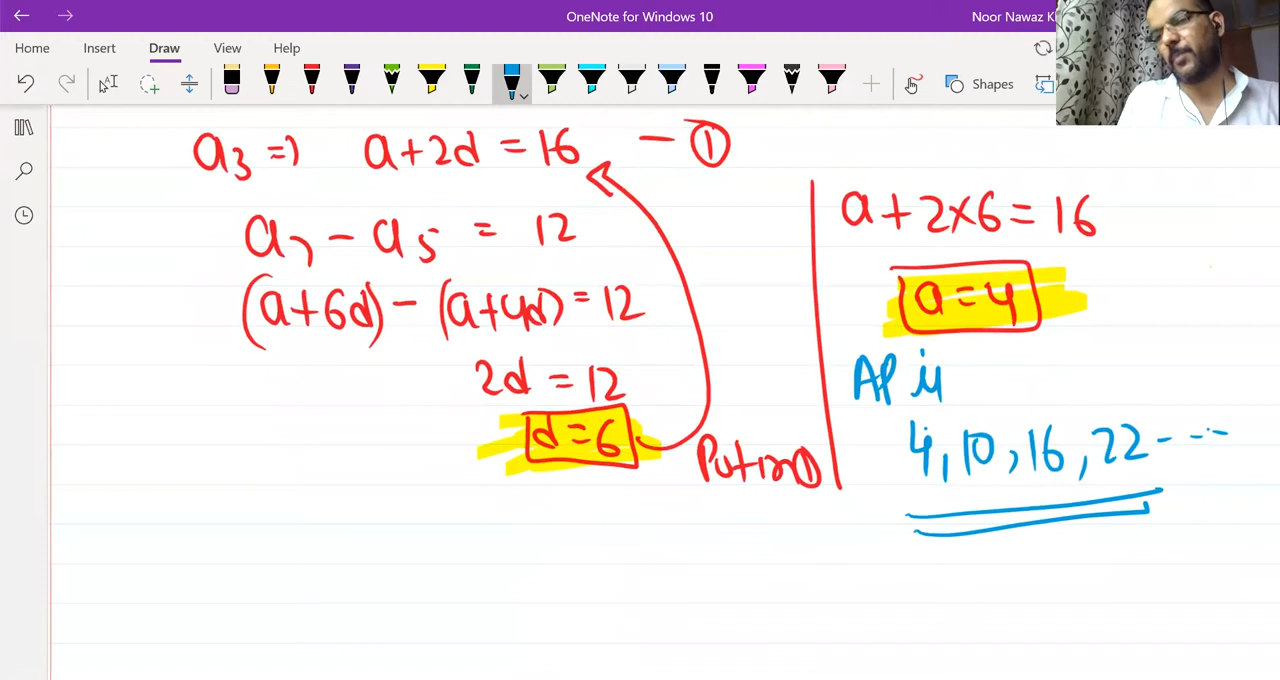 OneNote for Windows 10
Noor Nawaz K
Home Insert Draw View Help
Shapes
a3 ⇒ a+2d = 16 — ①
a7 − a5 = 12
(a+6d) − (a+4d) = 12
2d = 12
d = 6
Put in ①
a + 2×6 = 16
a = 4
AP is
4, 10, 16, 22 - - - -